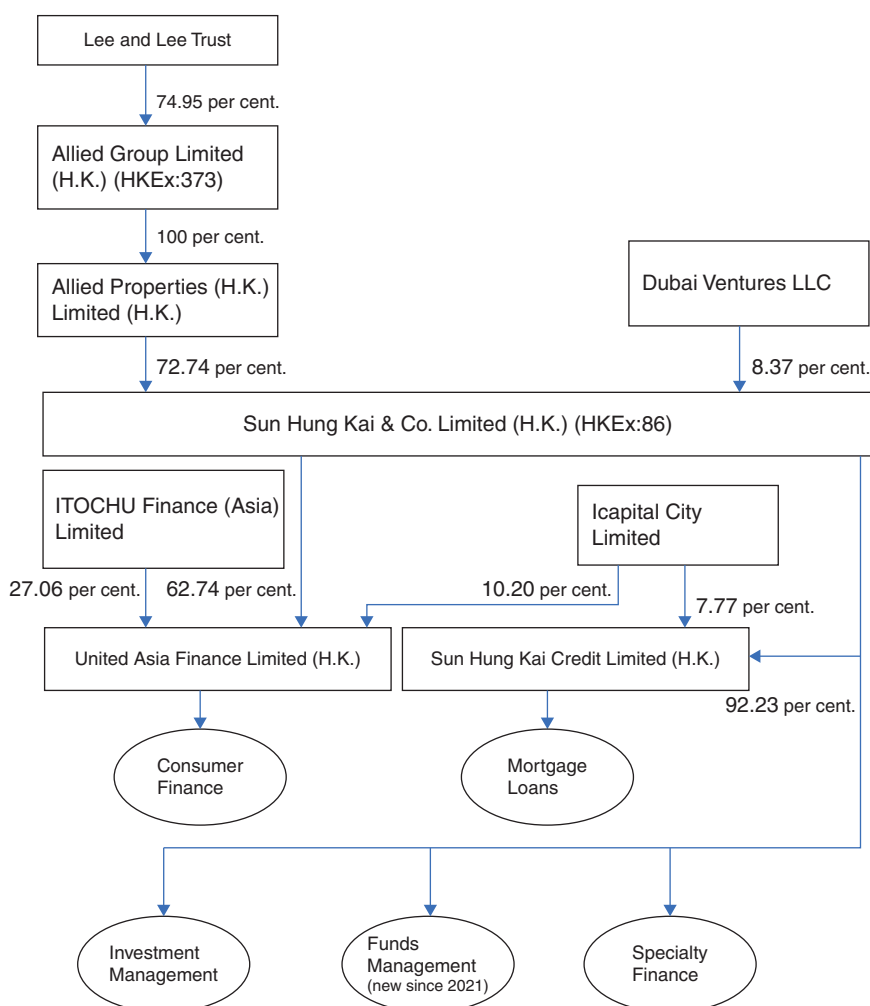 Lee and Lee Trust
74.95 per cent.
Allied Group Limited
(H.K.) (HKEx:373)
100 per cent.
Allied Properties (H.K.)
Limited (H.K.)
Dubai Ventures LLC
72.74 per cent.
8.37 per cent.
Sun Hung Kai & Co. Limited (H.K.) (HKEx:86)
ITOCHU Finance (Asia)
Limited
Icapital City
Limited
27.06 per cent.
62.74 per cent.
10.20 per cent.
7.77 per cent.
United Asia Finance Limited (H.K.)
Sun Hung Kai Credit Limited (H.K.)
92.23 per cent.
Consumer
Finance
Mortgage
Loans
Investment
Management
Funds
Management
(new since 2021)
Specialty
Finance